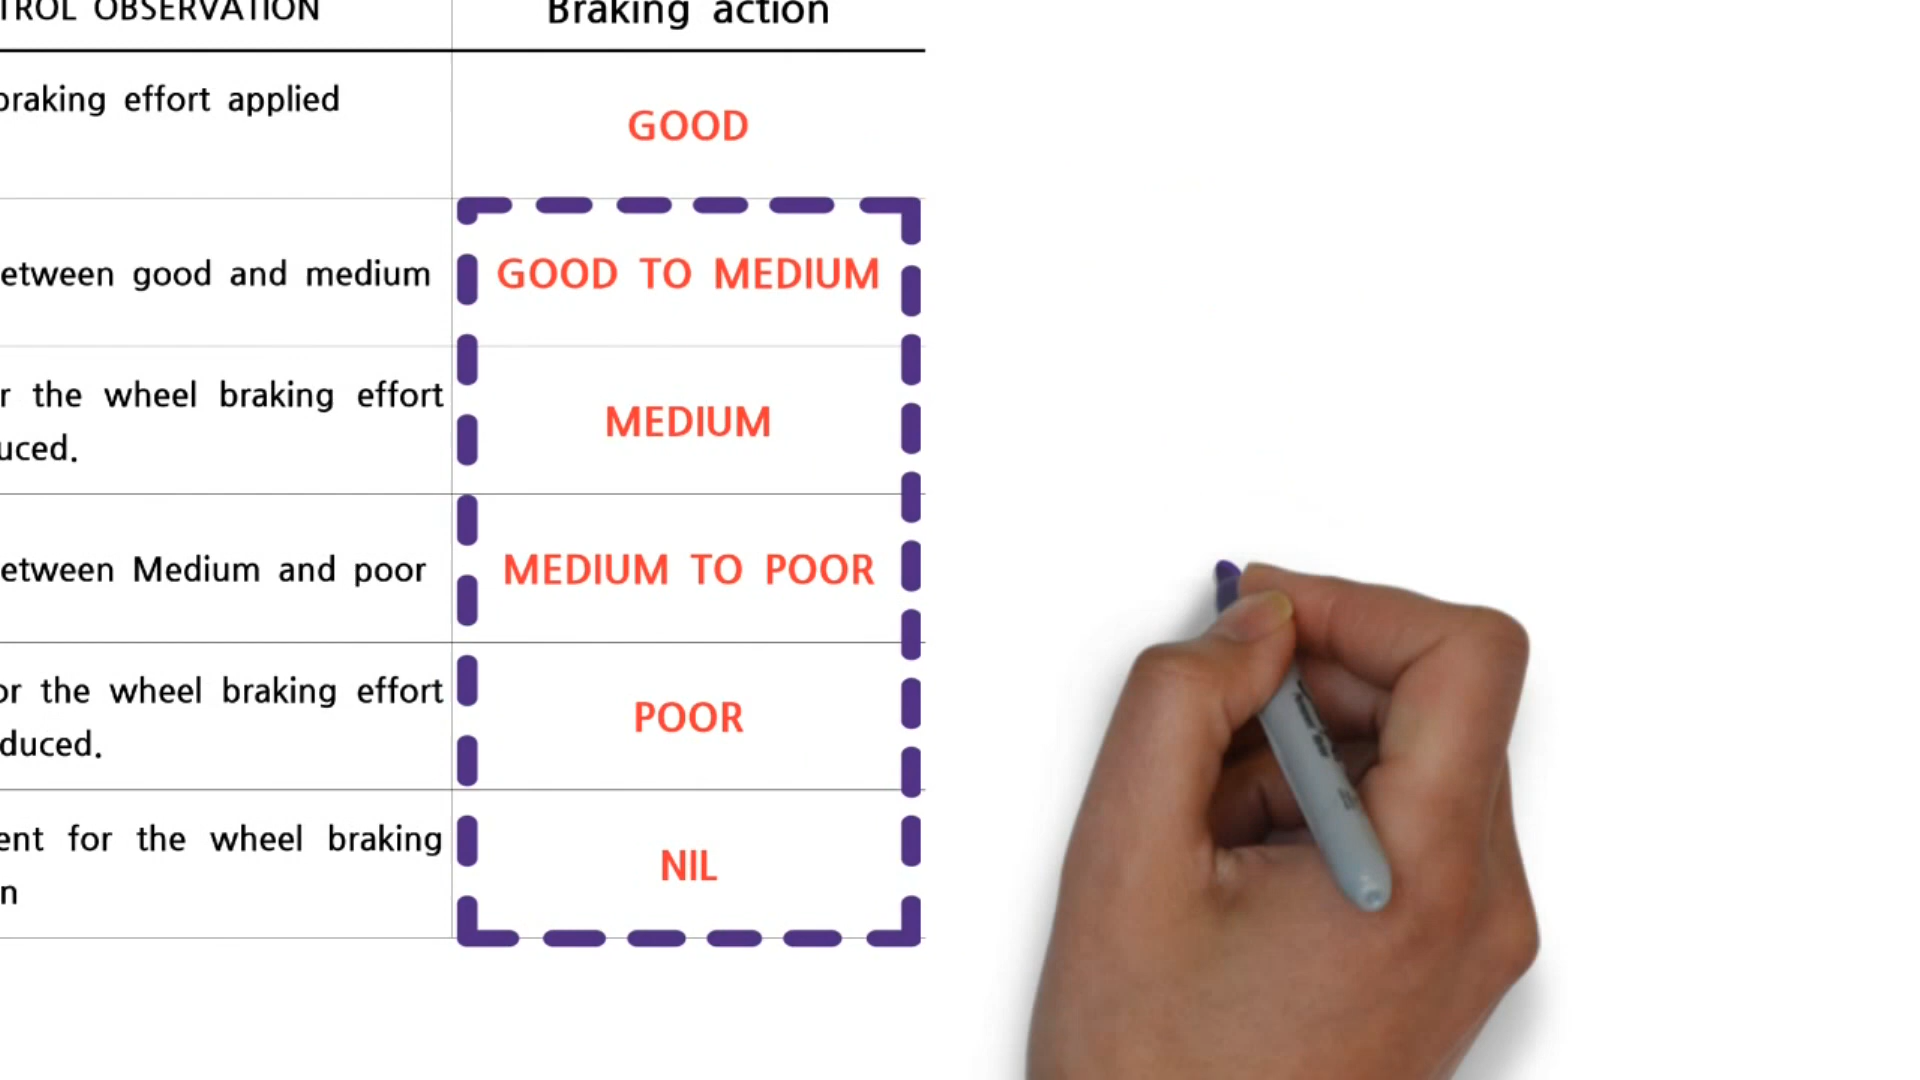 TROL OBSERVATION Braking action
braking effort applied
GOOD
etween good and medium GOOD TO MEDIUM
r the wheel braking effort
uced.
MEDIUM
etween Medium and poor MEDIUM TO POOR
or the wheel braking effort
duced.
POOR
ent for the wheel braking
n
NIL